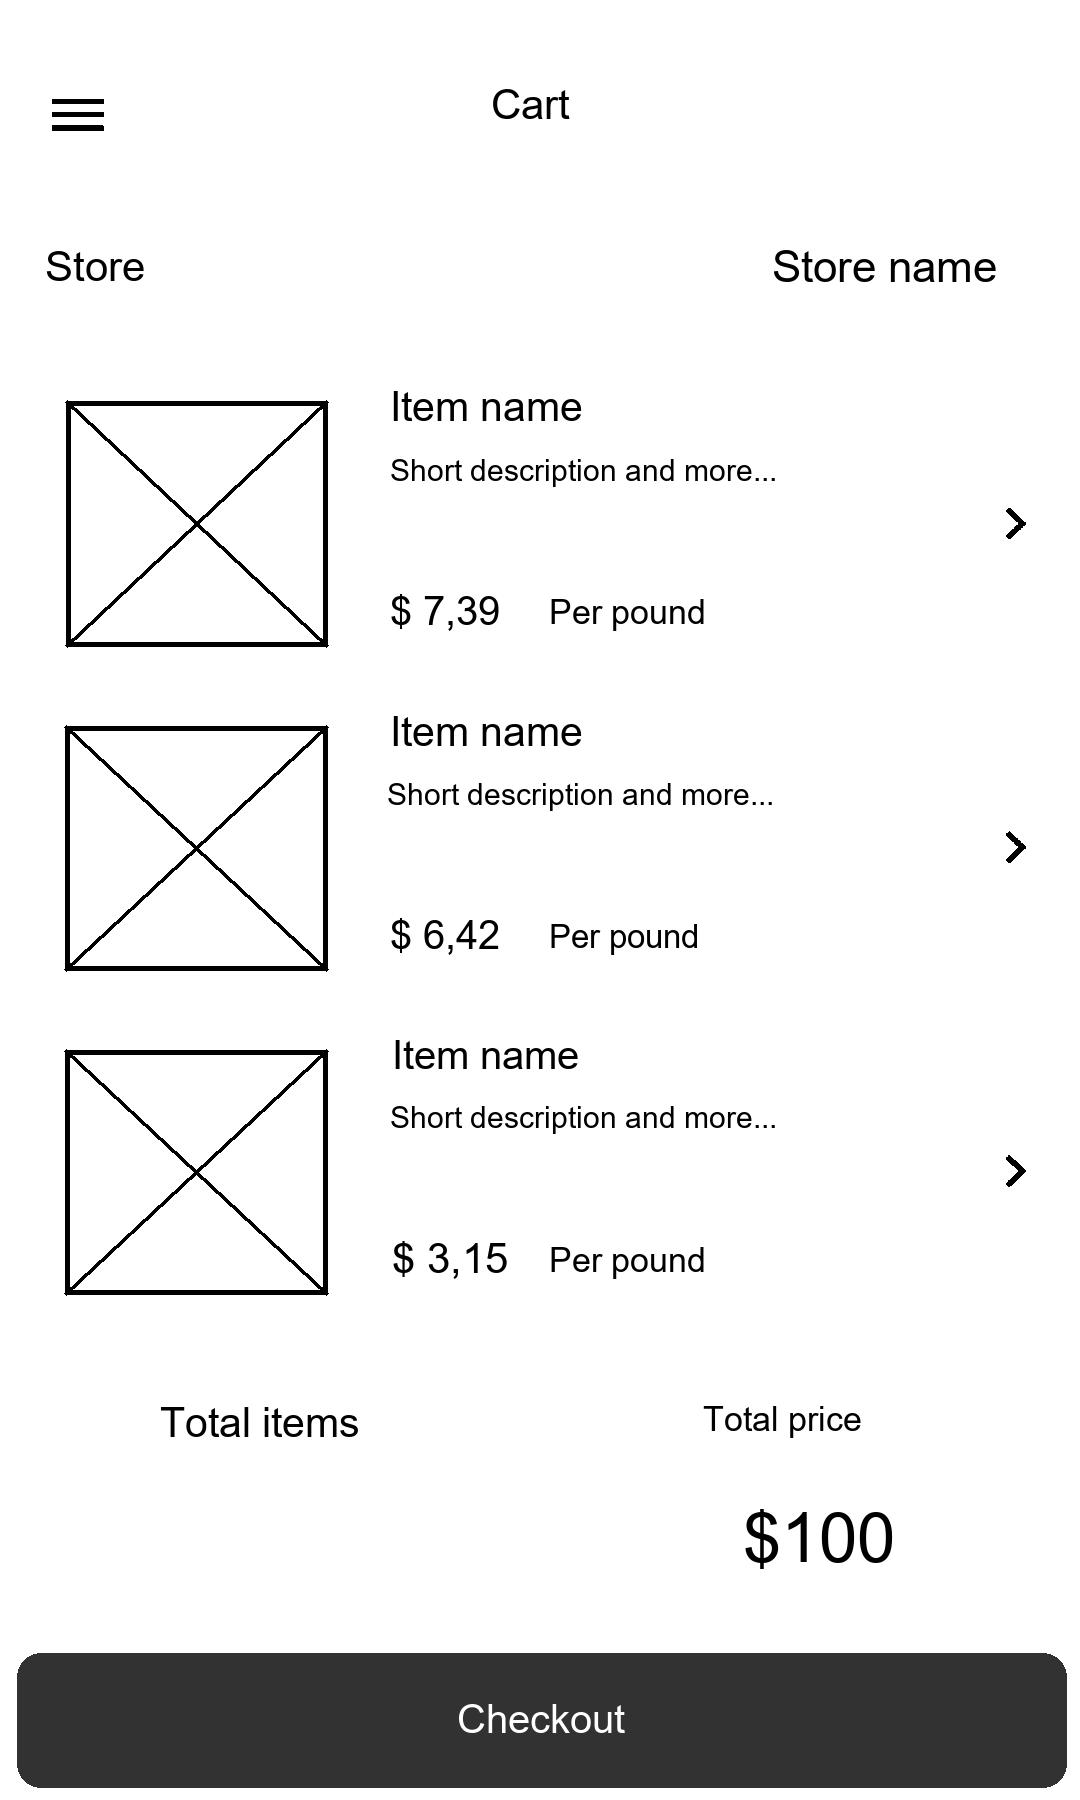 Cart
Store
Store name
Item name
Short description and more...
$ 7,39 Per pound
Item name
Short description and more...
$ 6,42 Per pound
Item name
Short description and more...
$ 3,15 Per pound
Total items
Total price
$100
Checkout